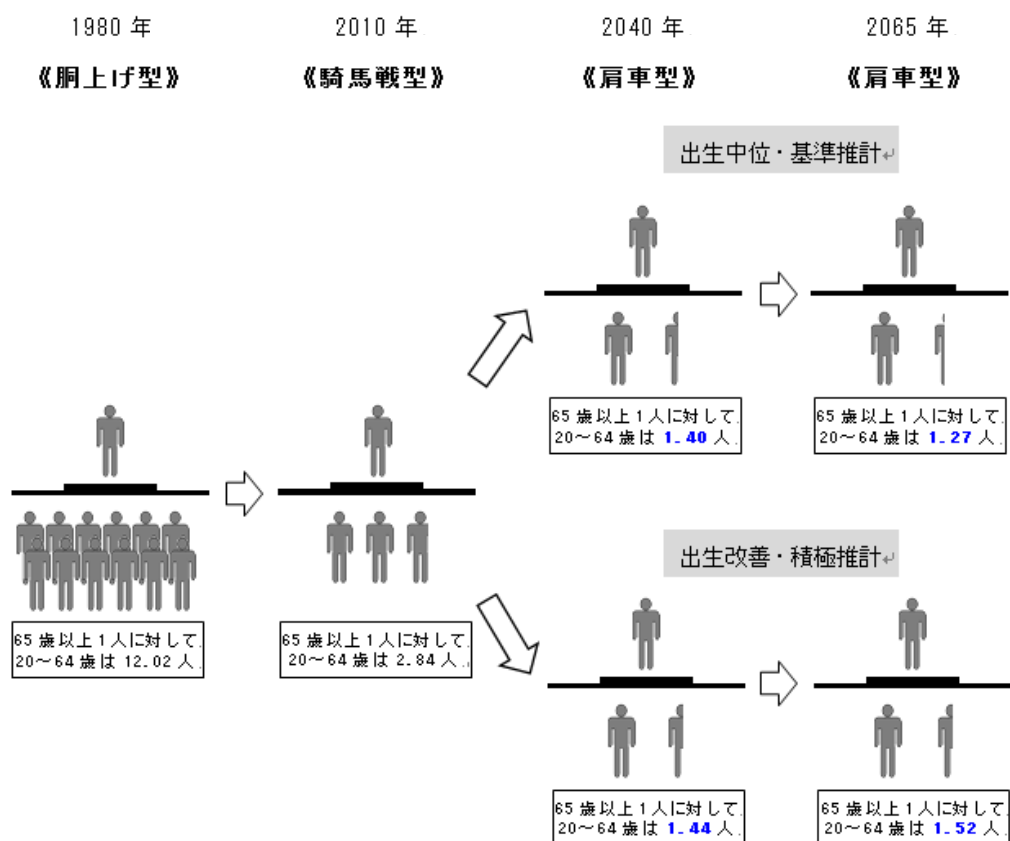 1980 年
2010 年
2040 年
2065 年
《胴上げ型》
《騎馬戦型》
《肩車型》
《肩車型》
出生中位・基準推計↵
65 歳以上1人に対して
20～64 歳は 1.40 人
65 歳以上1人に対して
20～64 歳は 1.27 人
65 歳以上1人に対して
20～64 歳は 12.02 人
65 歳以上1人に対して
20～64 歳は 2.84 人
出生改善・積極推計↵
65 歳以上1人に対して
20～64 歳は 1.44 人
65 歳以上1人に対して
20～64 歳は 1.52 人